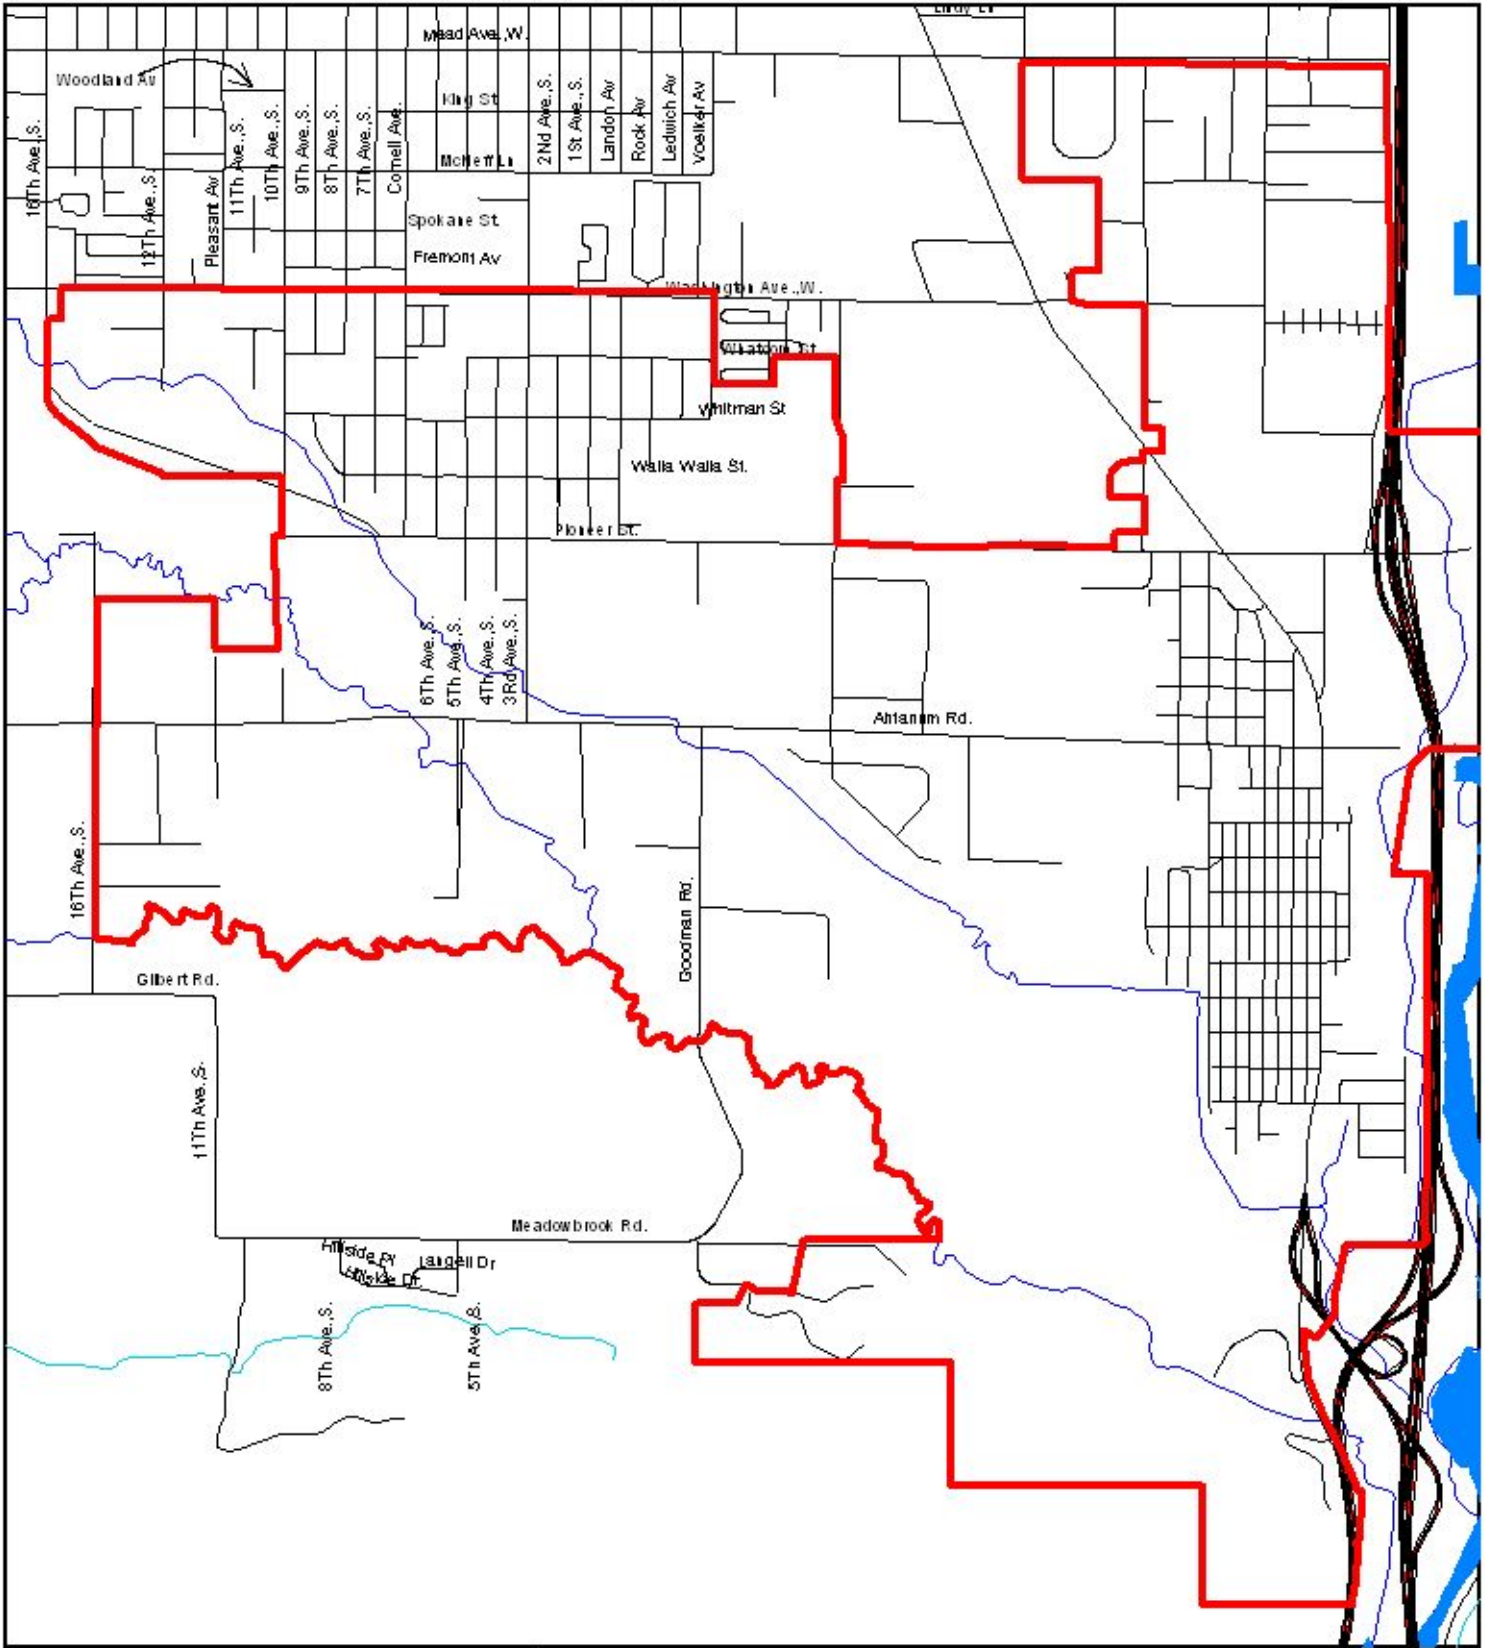 Mead Ave.,W.
Woodland Av
King St
McNeff Ln
16Th Ave.,S.
12Th Ave.,S.
Pleasant Av
11Th Ave.,S.
10Th Ave.,S.
9Th Ave.,S.
8Th Ave.,S.
7Th Ave.,S.
Cornell Ave.
2Nd Ave.,S.
1St Ave.,S.
Landon Av
Rock Av
Ledwich Av
Voelker Av
Spokane St.
Fremont Av
Washington Ave.,W.
Whatcom St
Whitman St
Walla Walla St.
Pioneer St.
6Th Ave.,S.
5Th Ave.,S.
4Th Ave.,S.
3Rd Ave.,S.
Ahtanum Rd.
16Th Ave.,S.
Goodman Rd.
Gilbert Rd.
11Th Ave.,S.
Meadowbrook Rd.
Hillside Pl
Hillside Dr.
Langell Dr
8Th Ave.,S.
5Th Ave.,S.